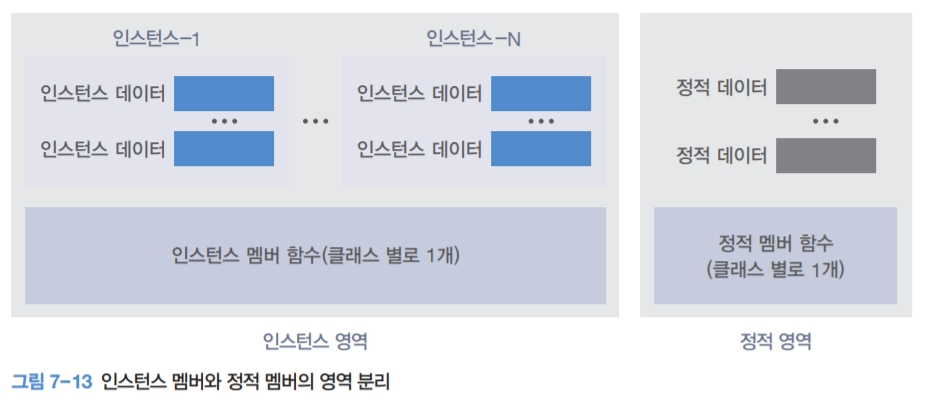 인스턴스-1
인스턴스-N
인스턴스 데이터
•••
인스턴스 데이터
•••
인스턴스 데이터
•••
인스턴스 데이터
정적 데이터
•••
정적 데이터
인스턴스 멤버 함수(클래스 별로 1개)
정적 멤버 함수
(클래스 별로 1개)
인스턴스 영역
정적 영역
그림 7-13 인스턴스 멤버와 정적 멤버의 영역 분리